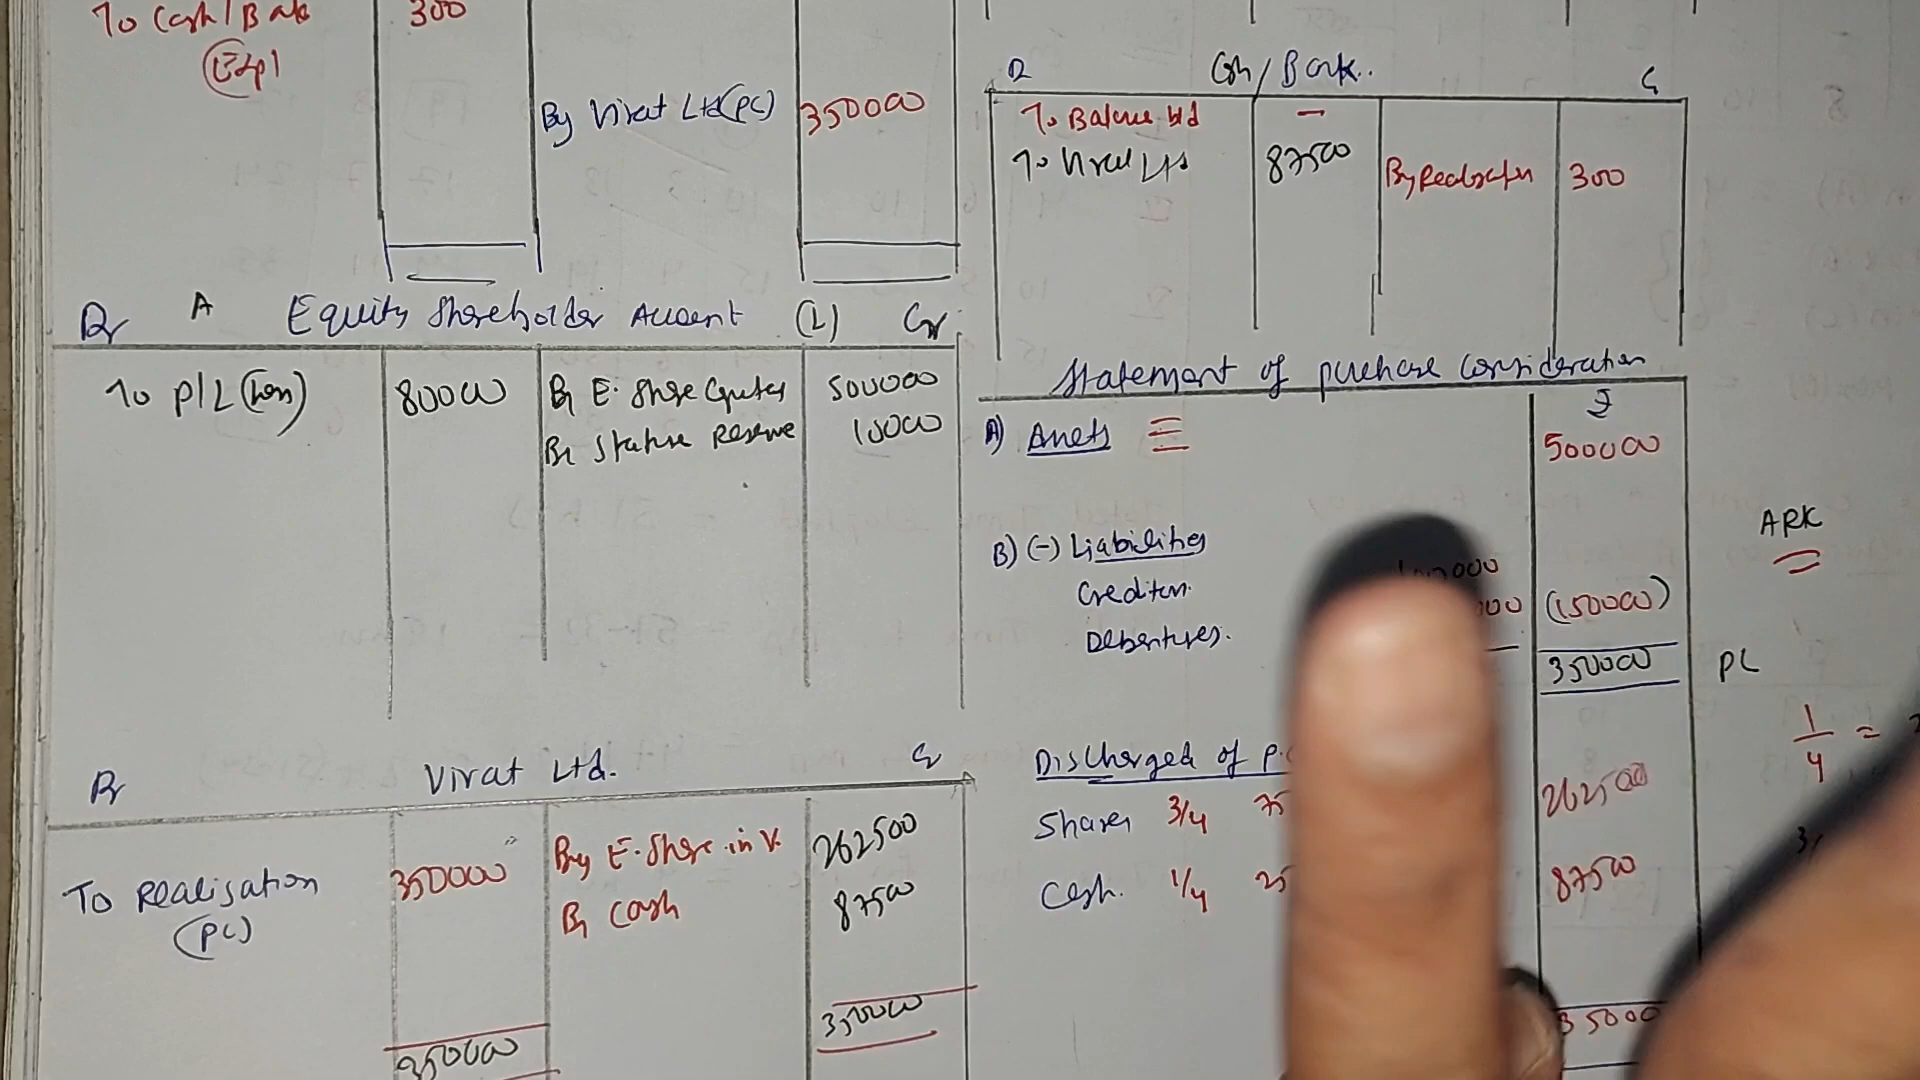 To Cash/Bank 300
(Exp)
By Virat Ltd (PC) 350000
Dr A Equity Shareholder Account (L) Cr
To P/L (loss) 80000 By E. Share Capital 500000
By Statue Reserve 10000
Dr Virat Ltd. Cr
To Realisation 350000 By E. Share in V. 262500
(PC) By Cash 87500
350000 350000
Dr Cash/Bank.. Cr
To Balance b/d -
To Virat Ltd 87500 By Realisation 300
Statement of purchase consideration
₹
A) Assets 500000
B) (-) Liabilities
Creditors. (150000)
Debentures.
350000 PC
ARK
Discharged of P.
Shares 3/4 75 262500
Cash. 1/4 25 87500
35000
1/4 =